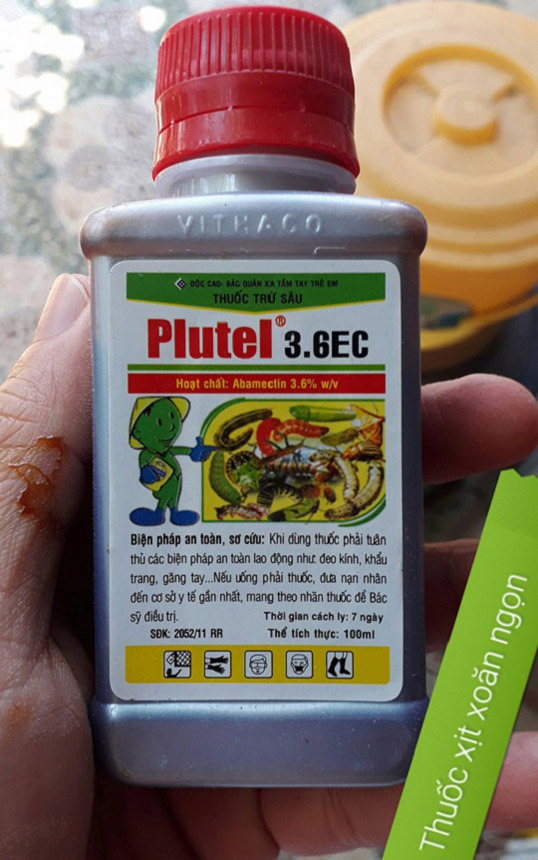 VITHACO
ĐỘC CAO- BẢO QUẢN XA TẦM TAY TRẺ EM
THUỐC TRỪ SÂU
Plutel® 3.6EC
Hoạt chất: Abamectin 3.6% w/v
Biện pháp an toàn, sơ cứu: Khi dùng thuốc phải tuân
thủ các biện pháp an toàn lao động như: đeo kính, khẩu
trang, găng tay...Nếu uống phải thuốc, đưa nạn nhân
đến cơ sở y tế gần nhất, mang theo nhãn thuốc để Bác
sỹ điều trị.
Thời gian cách ly: 7 ngày
SĐK: 2052/11 RR
Thể tích thực: 100ml
Thuốc xịt xoăn ngọn